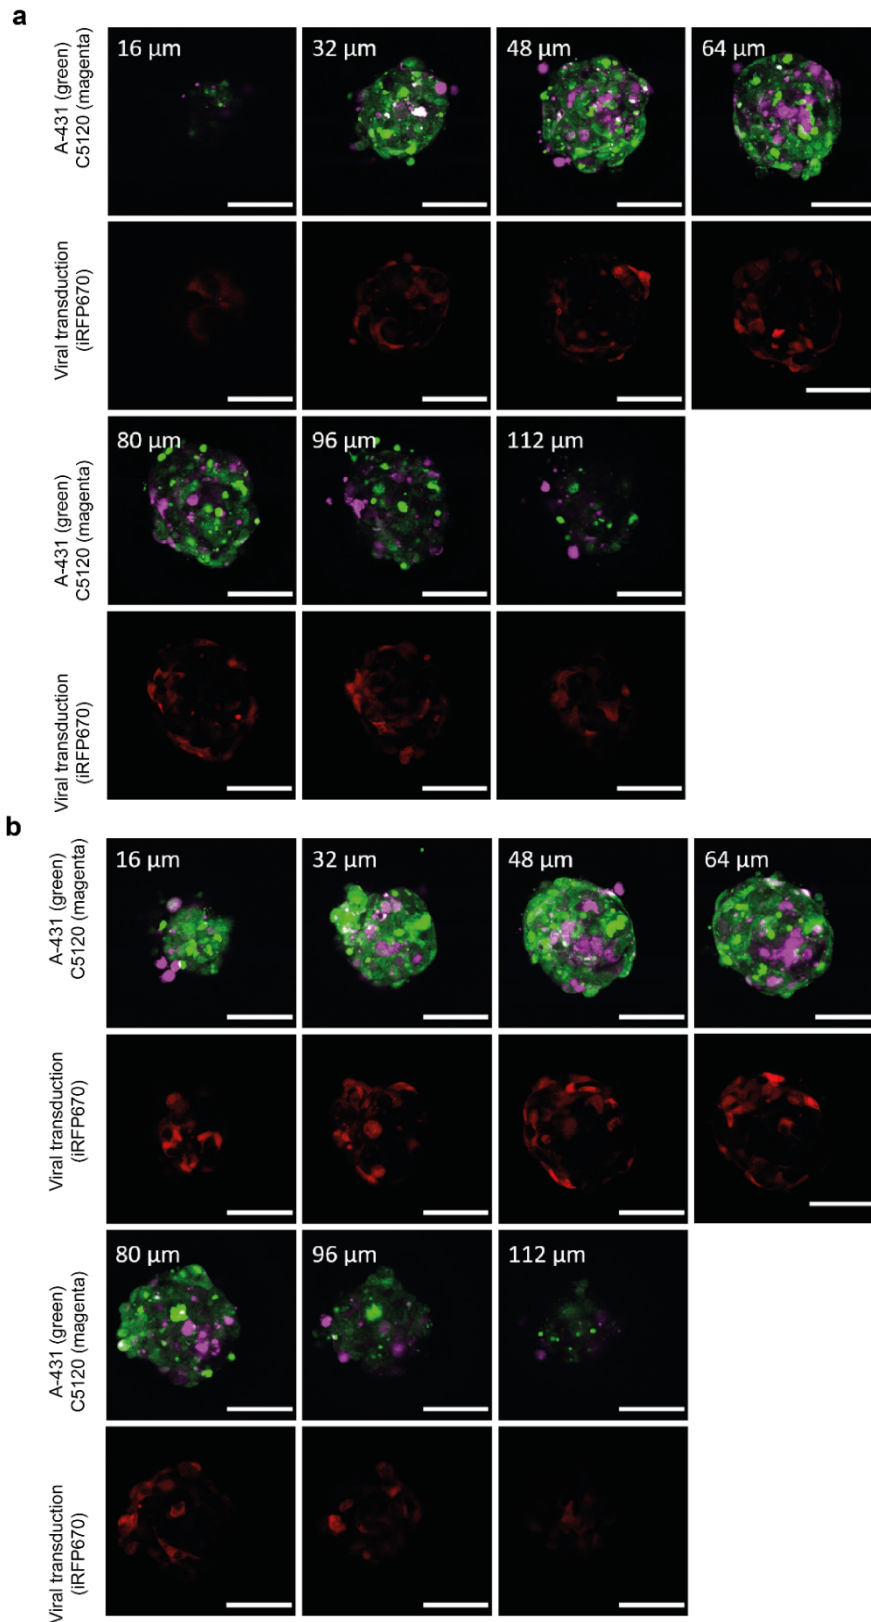 a
A-431 (green)
C5120 (magenta)
16 µm
32 µm
48 µm
64 µm
Viral transduction
(iRFP670)
A-431 (green)
C5120 (magenta)
80 µm
96 µm
112 µm
Viral transduction
(iRFP670)
b
A-431 (green)
C5120 (magenta)
16 µm
32 µm
48 µm
64 µm
Viral transduction
(iRFP670)
A-431 (green)
C5120 (magenta)
80 µm
96 µm
112 µm
Viral transduction
(iRFP670)